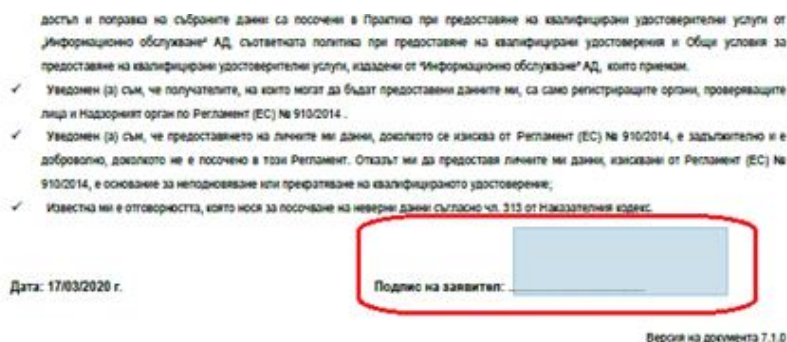 достъп и поправка на събраните данни са посочени в Практика при предоставяне на квалифицирани удостоверителни услуги от
„Информационно обслужване“ АД, съответната политика при предоставяне на квалифицирани удостоверения и Общи условия за
предоставяне на квалифицирани удостоверителни услуги, издадени от “Информационно обслужване“ АД, които приемам.
✓ Уведомен (а) съм, че получателите, на които могат да бъдат предоставени данните ми, са само регистриращите органи, проверяващите
лица и Надзорният орган по Регламент (ЕС) № 910/2014 .
✓ Уведомен (а) съм, че предоставянето на личните ми данни, доколкото се изисква от Регламент (ЕС) № 910/2014, е задължително и е
доброволно, доколкото не е посочено в този Регламент. Отказът ми да предоставя личните ми данни, изисквани от Регламент (ЕС) №
910/2014, е основание за неподновяване или прекратяване на квалифицираното удостоверение;
✓ Известна ми е отговорността, която нося за посочване на неверни данни съгласно чл. 313 от Наказателния кодекс.
Дата: 17/03/2020 г.
Подпис на заявител: ........................................
Версия на документа 7.1.0